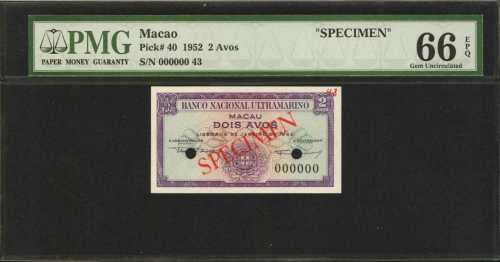 PMG
PAPER MONEY GUARANTY
Macao
Pick# 40 1952 2 Avos
S/N 000000 43
"SPECIMEN"
66 EPQ
Gem Uncirculated
43
BANCO NACIONAL ULTRAMARINO
2
MACAU
DOIS AVOS
SPECIMEN
000000